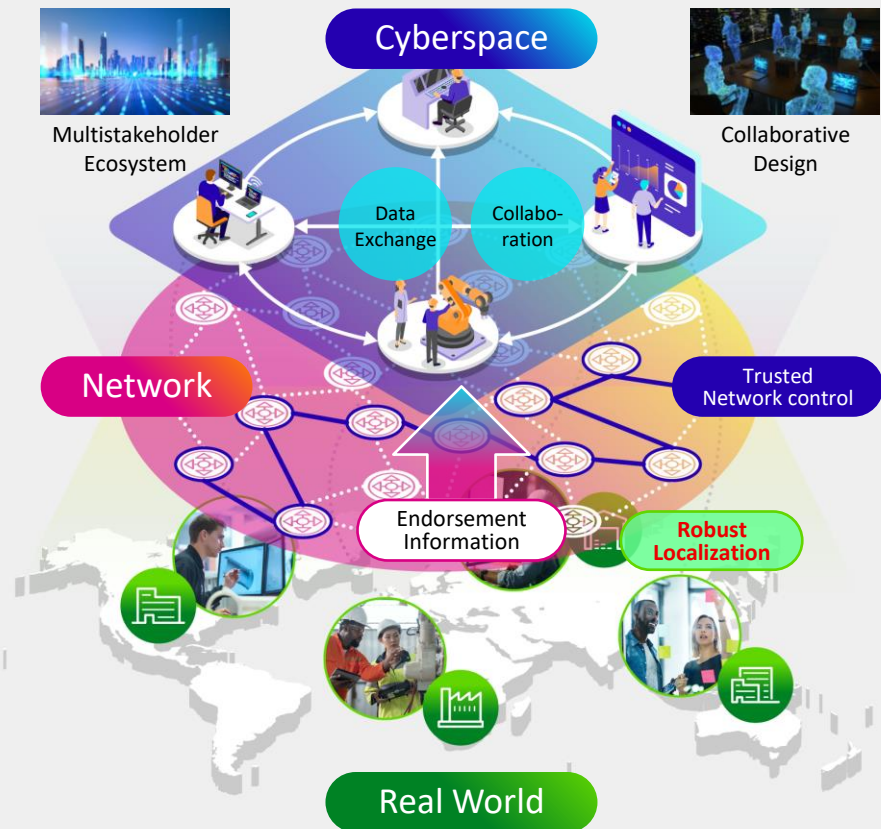 Cyberspace
Multistakeholder
Ecosystem
Collaborative
Design
Data
Exchange
Collabo-
ration
Network
Trusted
Network control
Endorsement
Information
Robust
Localization
Real World